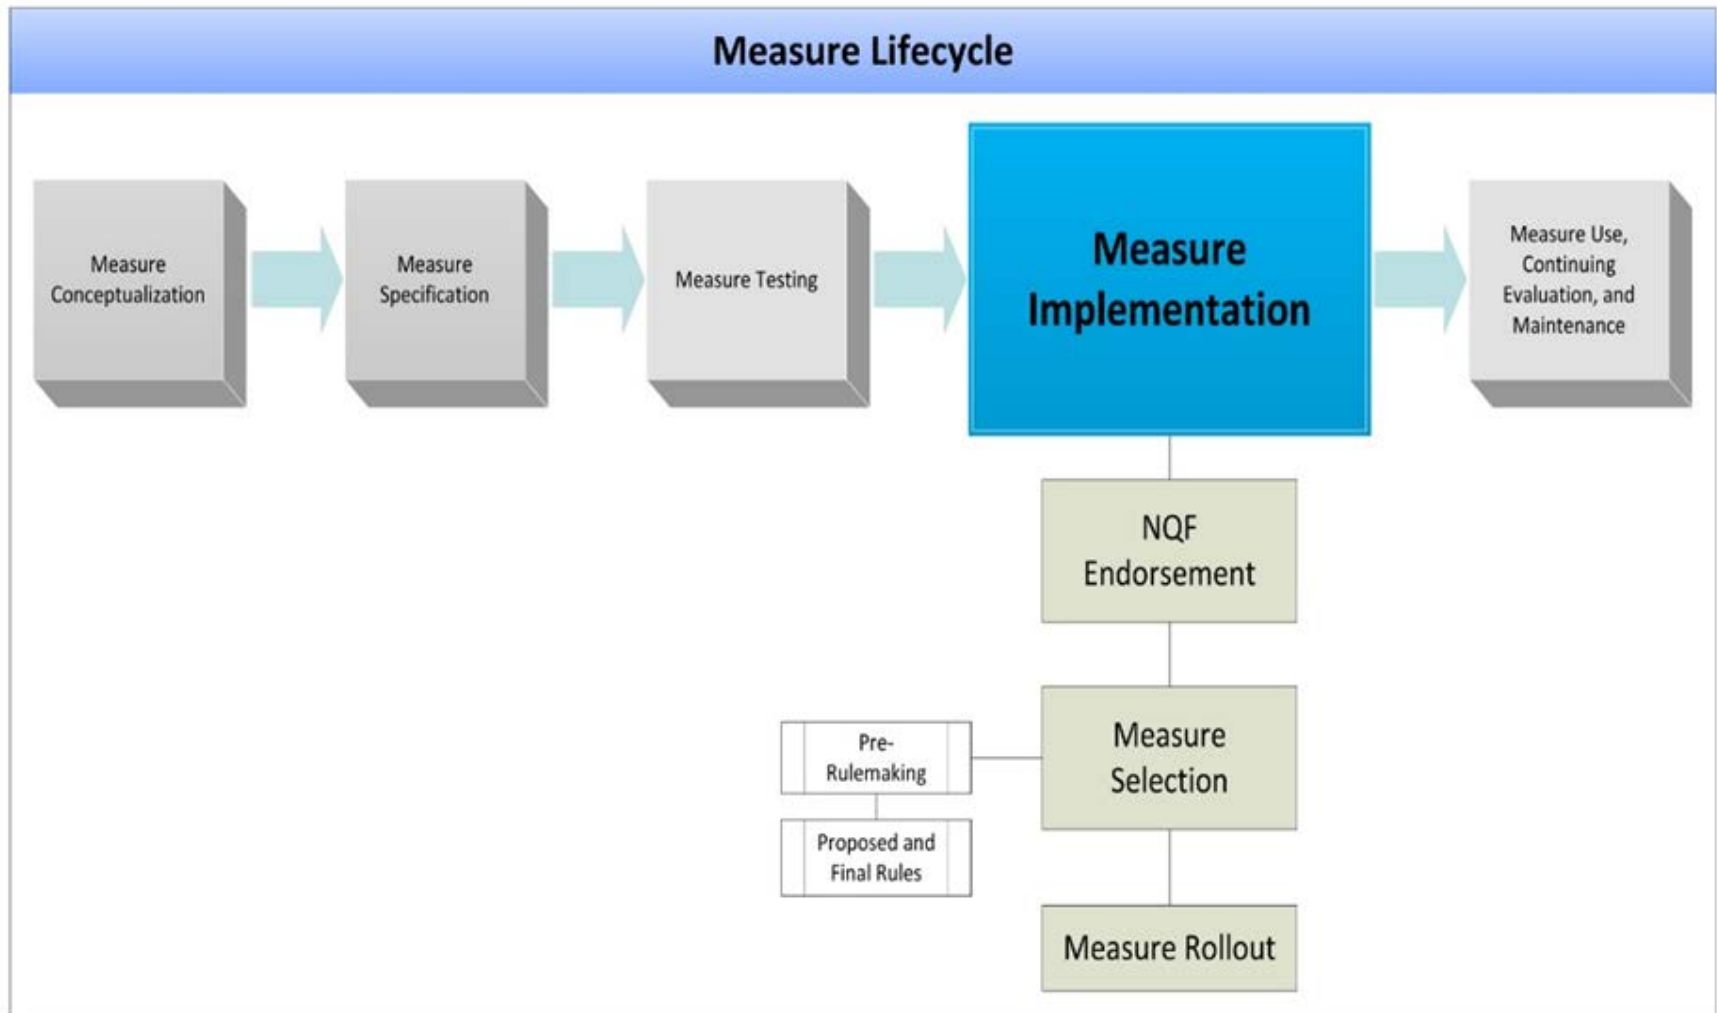 Measure Lifecycle
Measure
Conceptualization
Measure
Specification
Measure Testing
Measure
Implementation
Measure Use,
Continuing
Evaluation, and
Maintenance
NQF
Endorsement
Measure
Selection
Pre-
Rulemaking
Proposed and
Final Rules
Measure Rollout